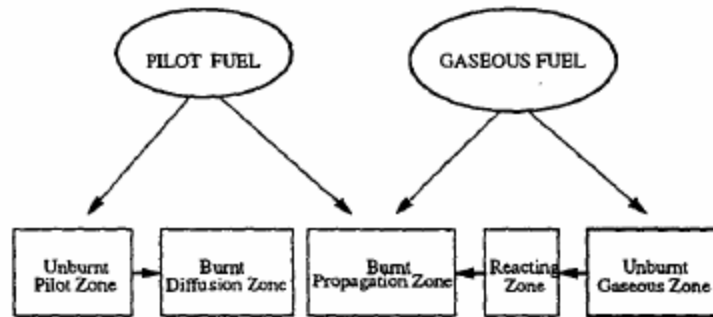 PILOT FUEL
GASEOUS FUEL
Unburnt
Pilot Zone
Burnt
Diffusion Zone
Burnt
Propagation Zone
Reacting
Zone
Unburnt
Gaseous Zone